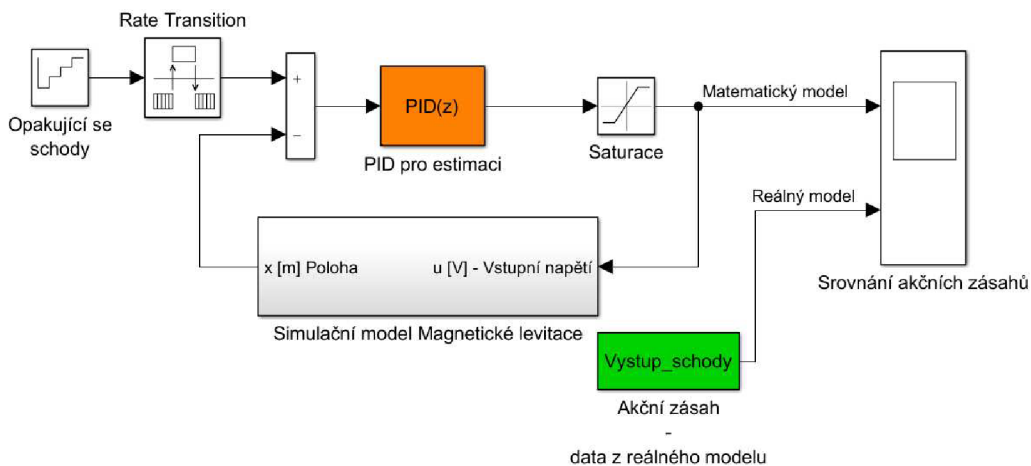 Rate Transition
Opakující se
schody
+
−
PID(z)
PID pro estimaci
Saturace
Matematický model
Reálný model
Srovnání akčních zásahů
x [m] Poloha
u [V] - Vstupní napětí
Simulační model Magnetické levitace
Vystup_schody
Akční zásah
-
data z reálného modelu